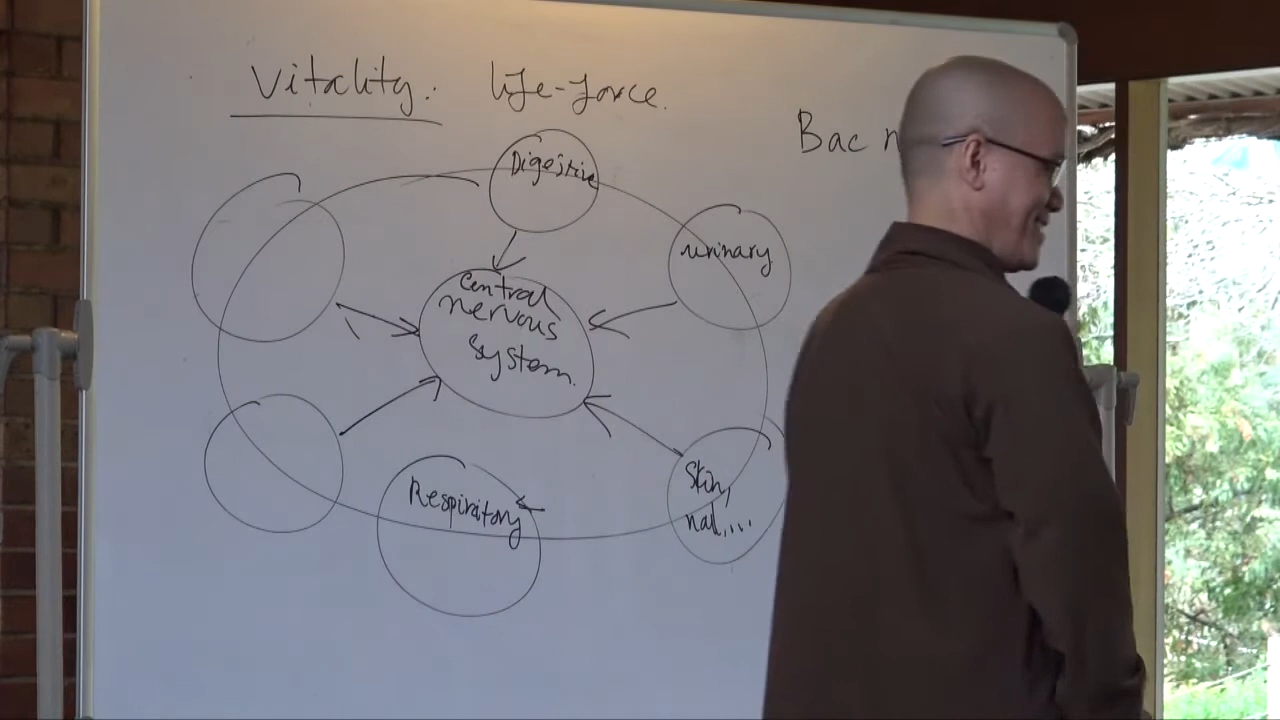 Vitality: life-force.
Bac
Digestive
urinary
Central
nervous
system.
Skin,
nail,...
Respiratory